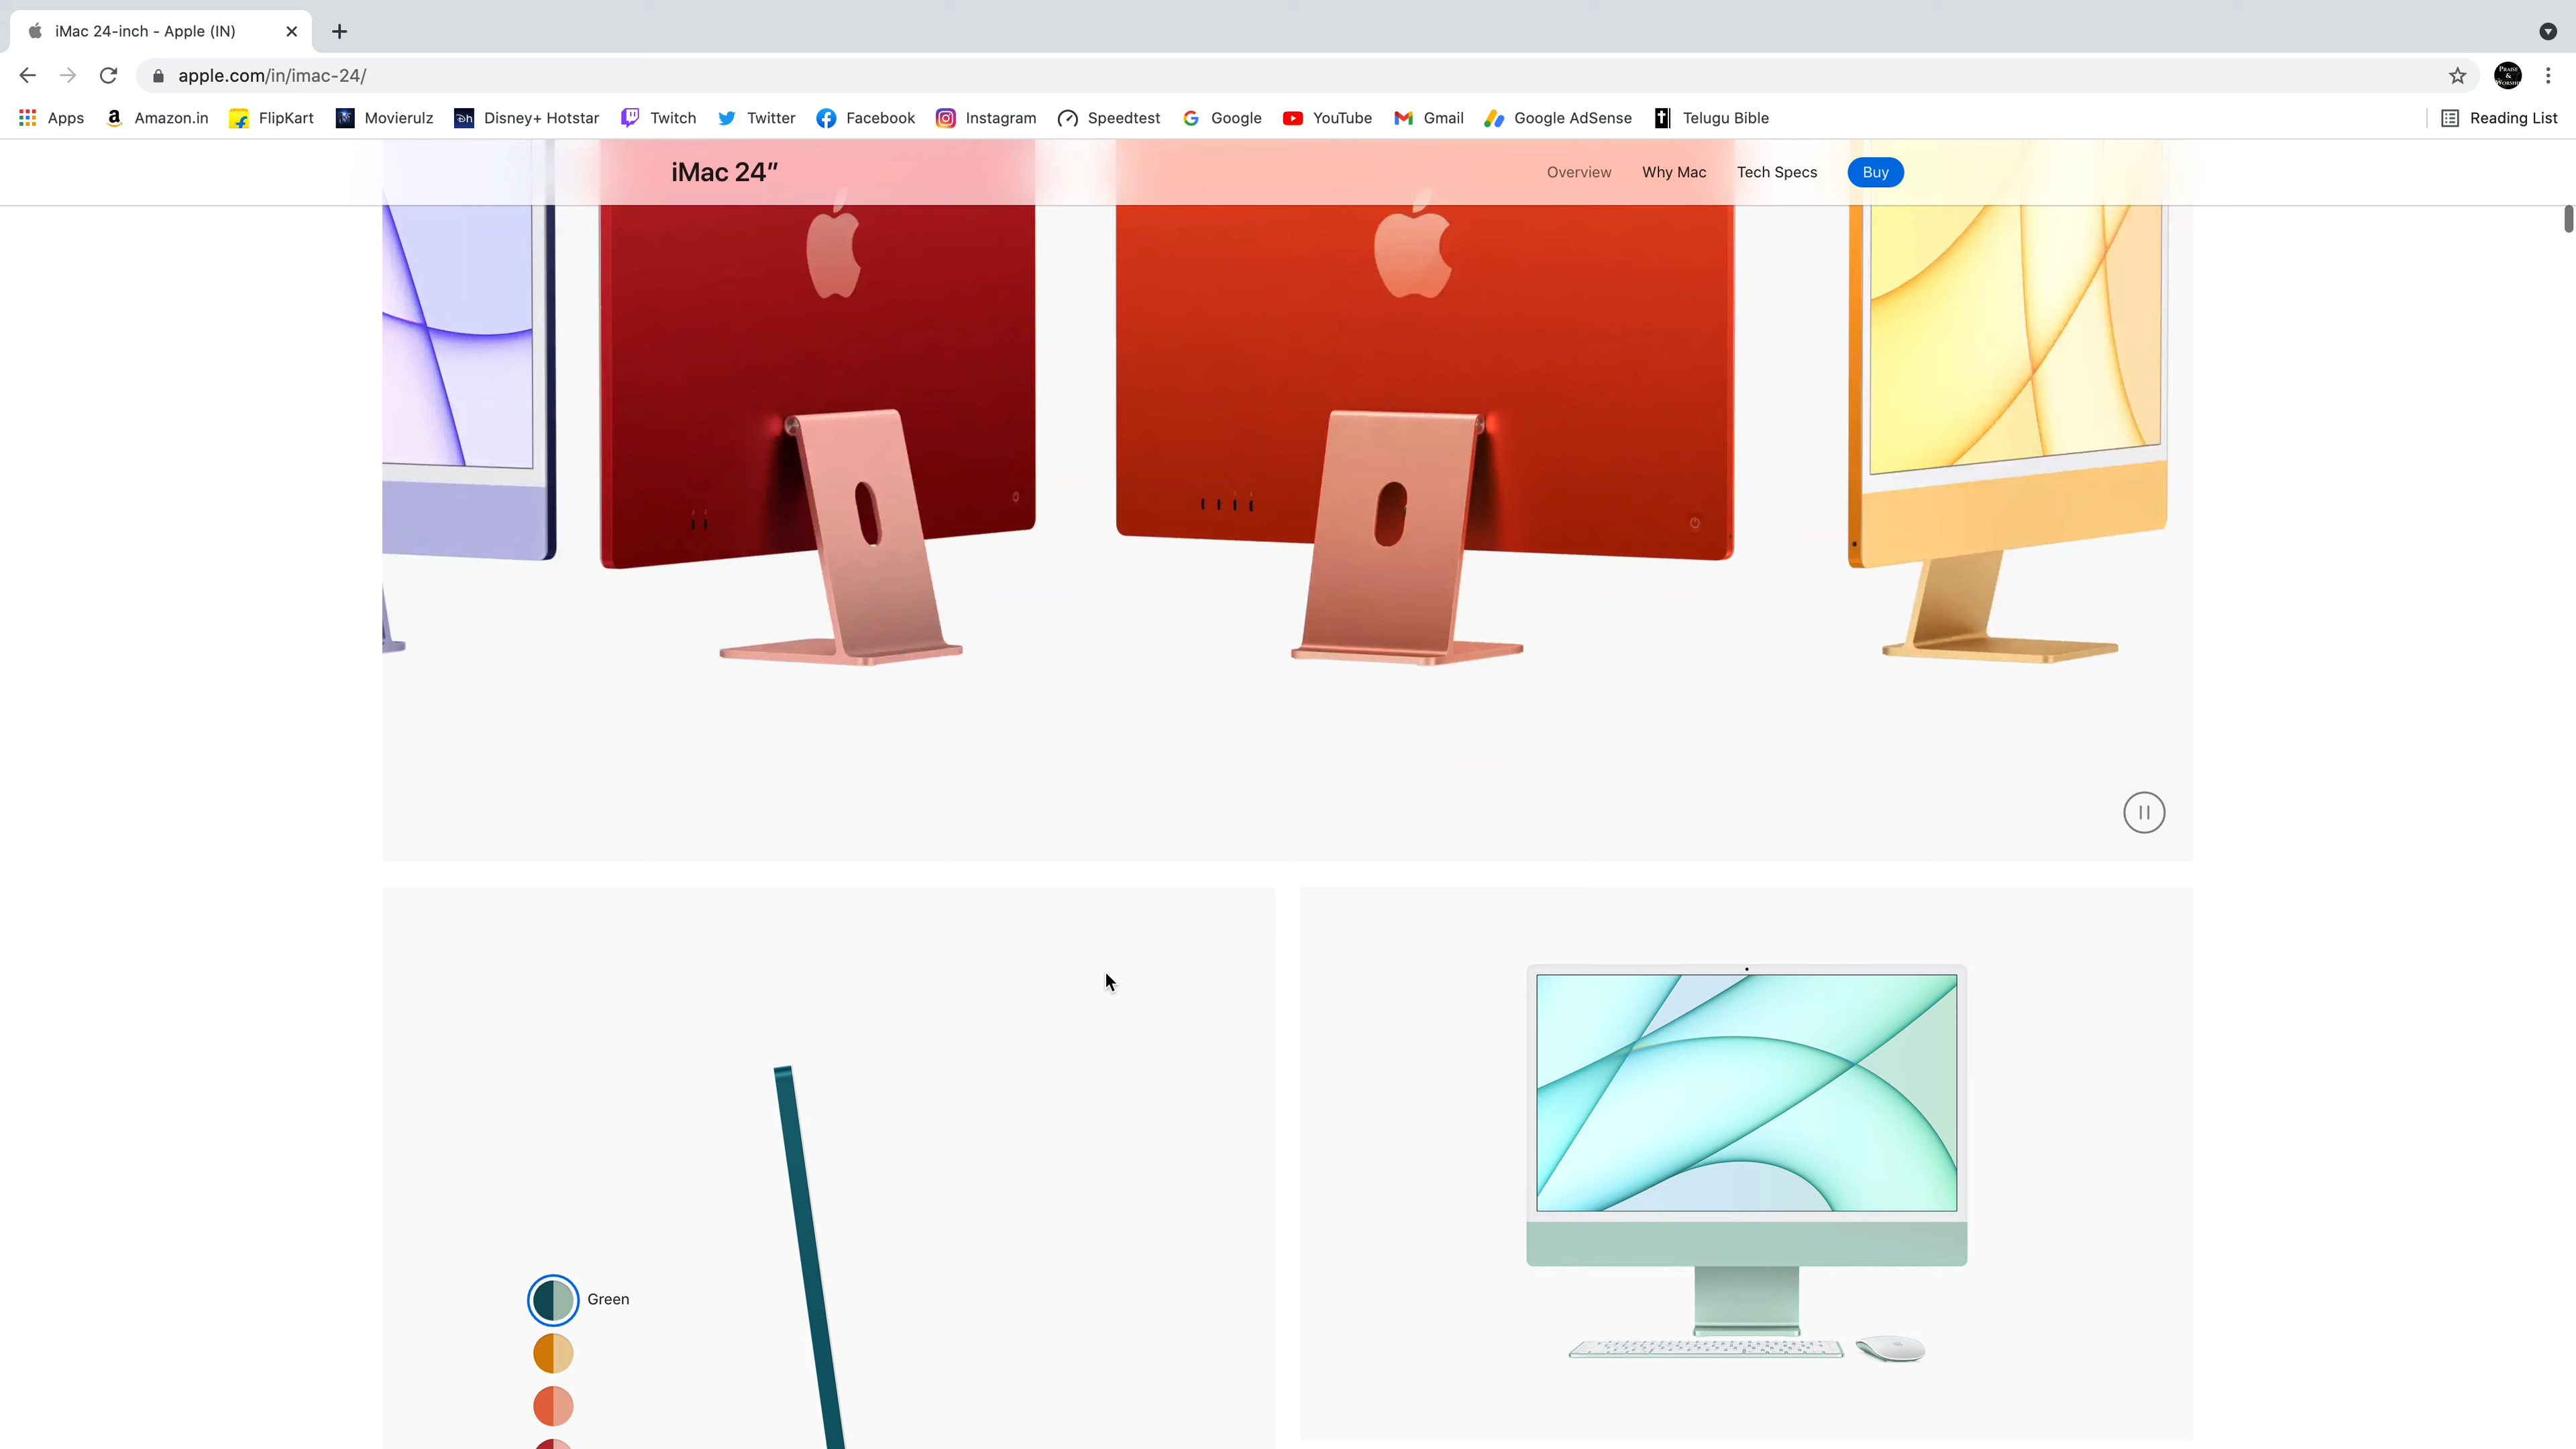 iMac 24-inch - Apple (IN)
apple.com/in/imac-24/
Apps Amazon.in FlipKart Movierulz Disney+ Hotstar Twitch Twitter Facebook Instagram Speedtest Google YouTube Gmail Google AdSense Telugu Bible Reading List
iMac 24″ Overview Why Mac Tech Specs Buy
Green